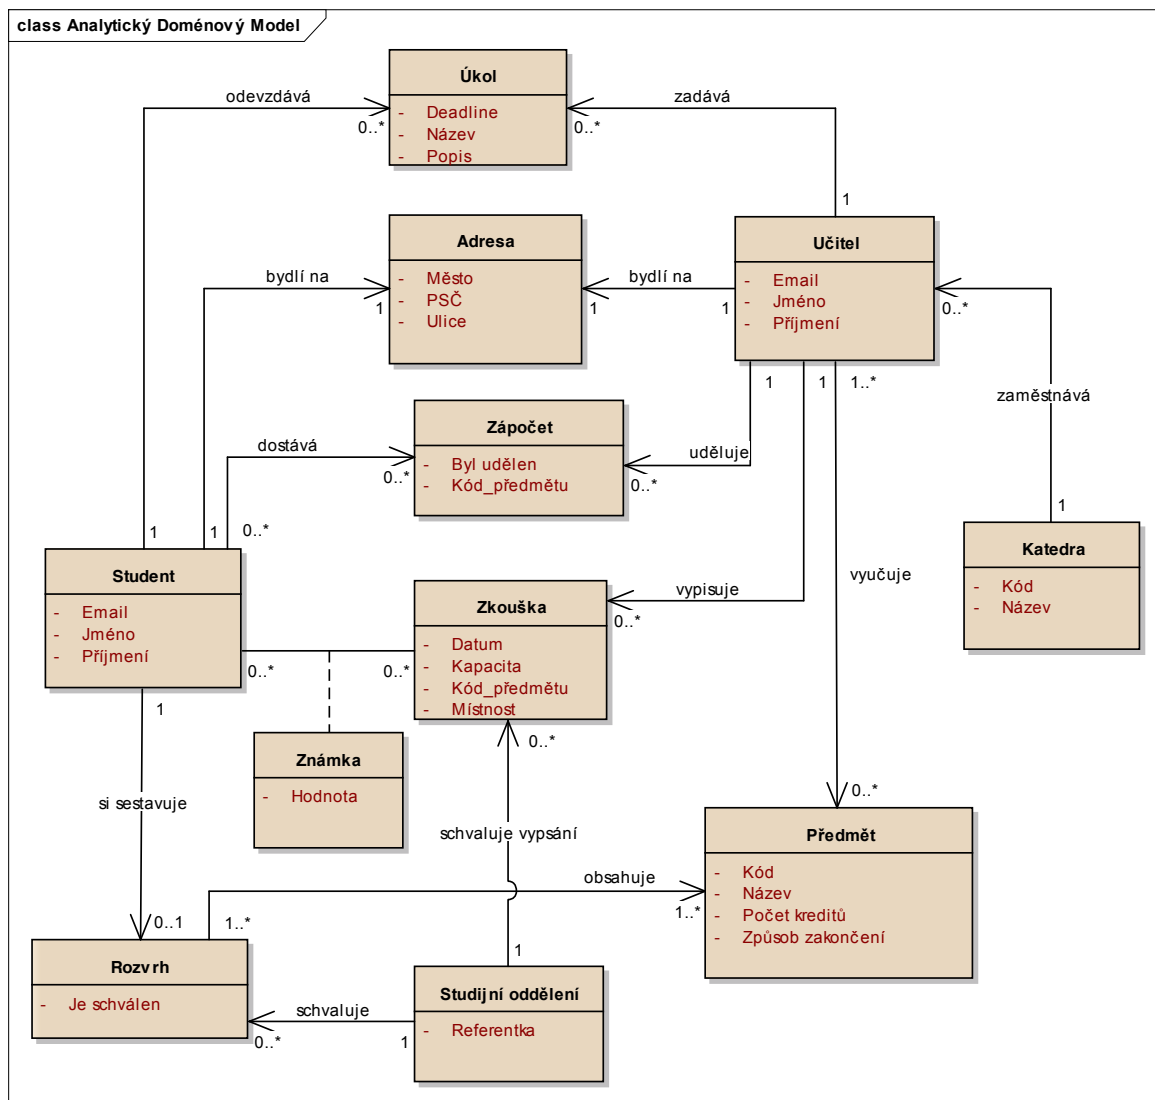 class Analytický Doménový Model
Úkol
- Deadline
- Název
- Popis
odevzdává
0..*
zadává
0..*
1
Adresa
- Město
- PSČ
- Ulice
bydlí na
1
bydlí na
1
1
Učitel
- Email
- Jméno
- Příjmení
0..*
1
1
1..*
zaměstnává
Zápočet
- Byl udělen
- Kód_předmětu
dostává
0..*
uděluje
0..*
1
1
0..*
1
Student
- Email
- Jméno
- Příjmení
0..*
0..*
1
Zkouška
- Datum
- Kapacita
- Kód_předmětu
- Místnost
vypisuje
0..*
0..*
vyučuje
Katedra
- Kód
- Název
Známka
- Hodnota
si sestavuje
schvaluje vypsání
0..*
Předmět
- Kód
- Název
- Počet kreditů
- Způsob zakončení
obsahuje
1..*
0..1
1..*
1
Rozvrh
- Je schválen
schvaluje
0..*
1
Studijní oddělení
- Referentka